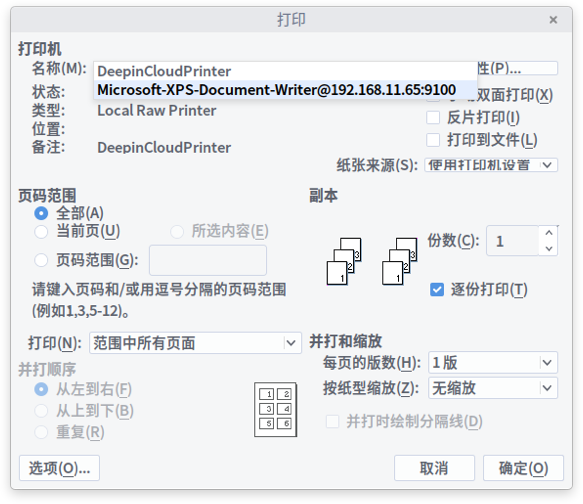 打印
打印机
名称(M):
DeepinCloudPrinter
性(P)...
Microsoft-XPS-Document-Writer@192.168.11.65:9100
状态:
双面打印(X)
类型:
Local Raw Printer
反片打印(I)
位置:
打印到文件(L)
备注:
DeepinCloudPrinter
纸张来源(S):
使用打印机设置
页码范围
副本
全部(A)
当前页(U)
所选内容(E)
份数(C):
1
页码范围(G):
3
2
1
3
2
1
请键入页码和/或用逗号分隔的页码范围
(例如1,3,5-12)。
逐份打印(T)
打印(N):
范围中所有页面
并打和缩放
每页的版数(H):
1 版
并打顺序
按纸型缩放(Z):
无缩放
从左到右(F)
从上到下(B)
重复(R)
1 2
3 4
5 6
并打时绘制分隔线(D)
选项(O)...
取消
确定(O)